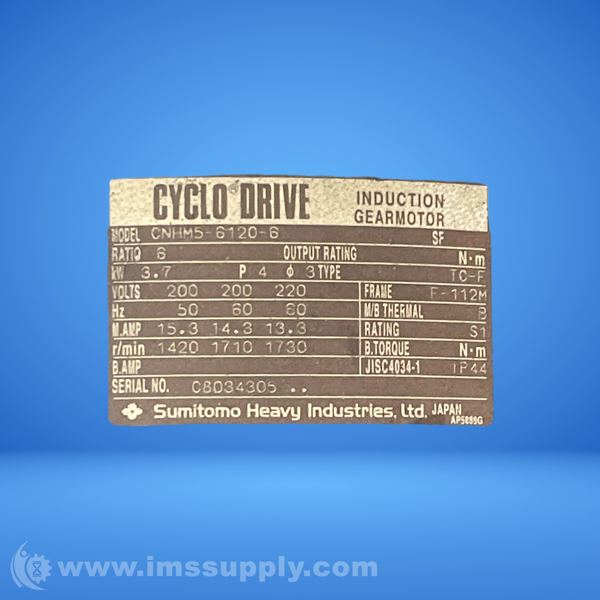 CYCLO® DRIVE INDUCTION GEARMOTOR
MODEL CNHM5-6120-6 SF
RATIO 6 OUTPUT RATING N·m
kW 3.7 P 4 ϕ 3 TYPE TC-F
VOLTS 200 200 220 FRAME F-112M
Hz 50 60 60 M/B THERMAL B
M.AMP 15.3 14.3 13.3 RATING S1
r/min 1420 1710 1730 B.TORQUE N·m
B.AMP JISC4034-1 IP44
SERIAL NO. C8034305 ..
Sumitomo Heavy Industries, Ltd. JAPAN
AP5899G
www.imssupply.com